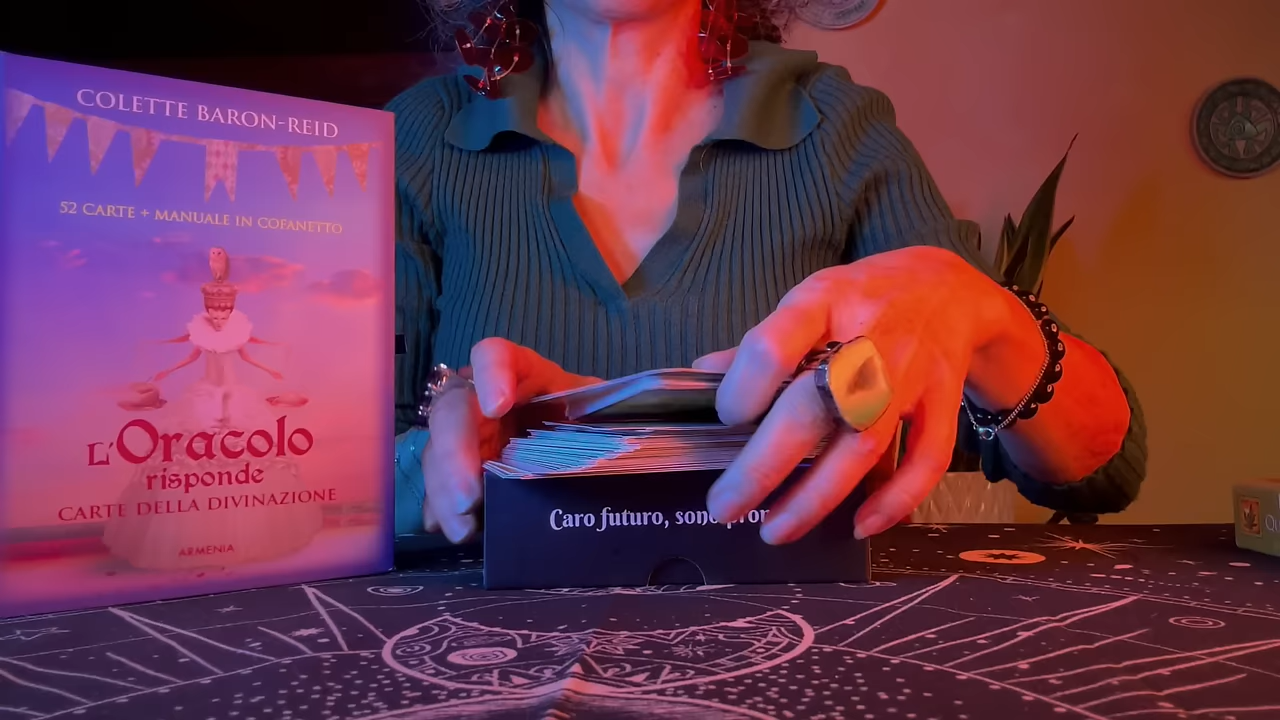 COLETTE BARON-REID
52 CARTE + MANUALE IN COFANETTO
L'Oracolo
risponde
CARTE DELLA DIVINAZIONE
ARMENIA
Caro futuro,